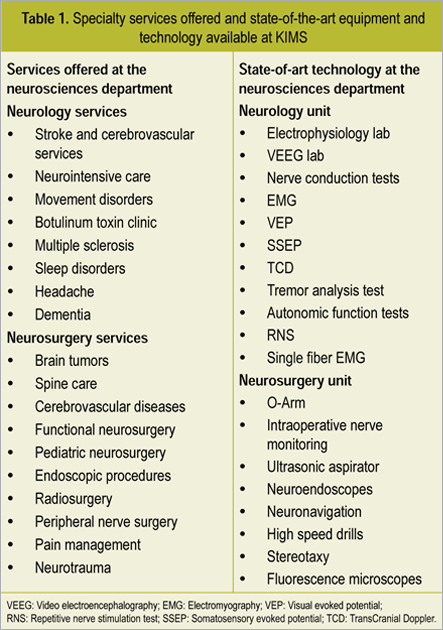 Table 1. Specialty services offered and state-of-the-art equipment and
technology available at KIMS
Services offered at the
neurosciences department
Neurology services
• Stroke and cerebrovascular
services
• Neurointensive care
• Movement disorders
• Botulinum toxin clinic
• Multiple sclerosis
• Sleep disorders
• Headache
• Dementia
Neurosurgery services
• Brain tumors
• Spine care
• Cerebrovascular diseases
• Functional neurosurgery
• Pediatric neurosurgery
• Endoscopic procedures
• Radiosurgery
• Peripheral nerve surgery
• Pain management
• Neurotrauma
State-of-art technology at the
neurosciences department
Neurology unit
• Electrophysiology lab
• VEEG lab
• Nerve conduction tests
• EMG
• VEP
• SSEP
• TCD
• Tremor analysis test
• Autonomic function tests
• RNS
• Single fiber EMG
Neurosurgery unit
• O-Arm
• Intraoperative nerve
monitoring
• Ultrasonic aspirator
• Neuroendoscopes
• Neuronavigation
• High speed drills
• Stereotaxy
• Fluorescence microscopes
VEEG: Video electroencephalography; EMG: Electromyography; VEP: Visual evoked potential;
RNS: Repetitive nerve stimulation test; SSEP: Somatosensory evoked potential; TCD: TransCranial Doppler.